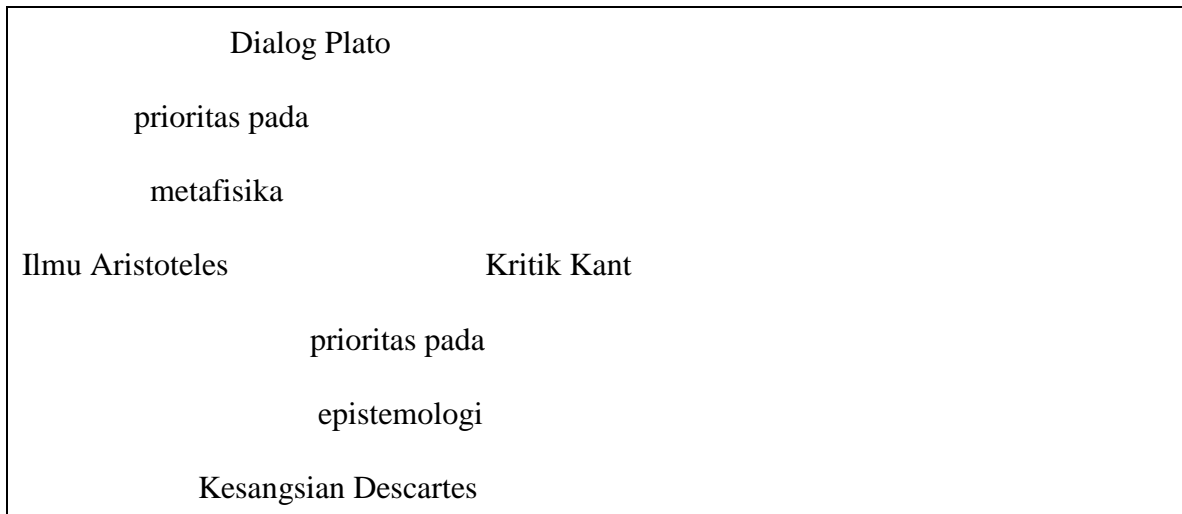 Dialog Plato
prioritas pada
metafisika
Ilmu Aristoteles Kritik Kant
prioritas pada
epistemologi
Kesangsian Descartes